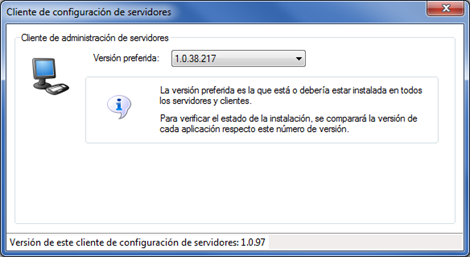 Cliente de configuración de servidores
Cliente de administración de servidores
Versión preferida:
1.0.38.217
La versión preferida es la que está o debería estar instalada en todos
los servidores y clientes.
Para verificar el estado de la instalación, se comparará la versión de
cada aplicación respecto este número de versión.
Versión de este cliente de configuración de servidores: 1.0.97